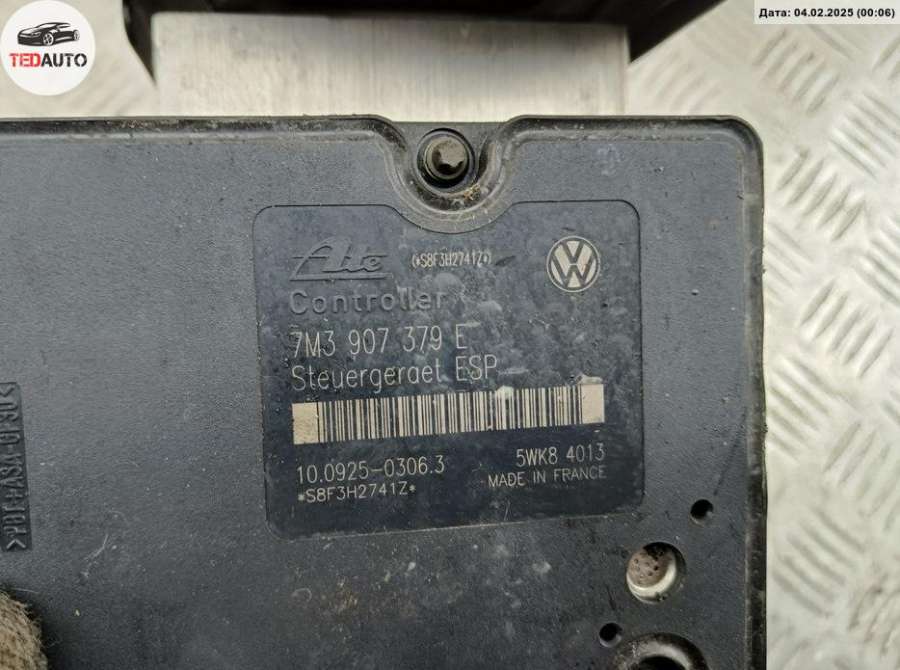 Дата: 04.02.2025 (00:06)
TEDAUTO
Ate
(*S8F3H2741Z*)
Controller
7M3 907 379 E
Steuergeraet ESP
10.0925-0306.3
5WK8 4013
*S8F3H2741Z*
MADE IN FRANCE